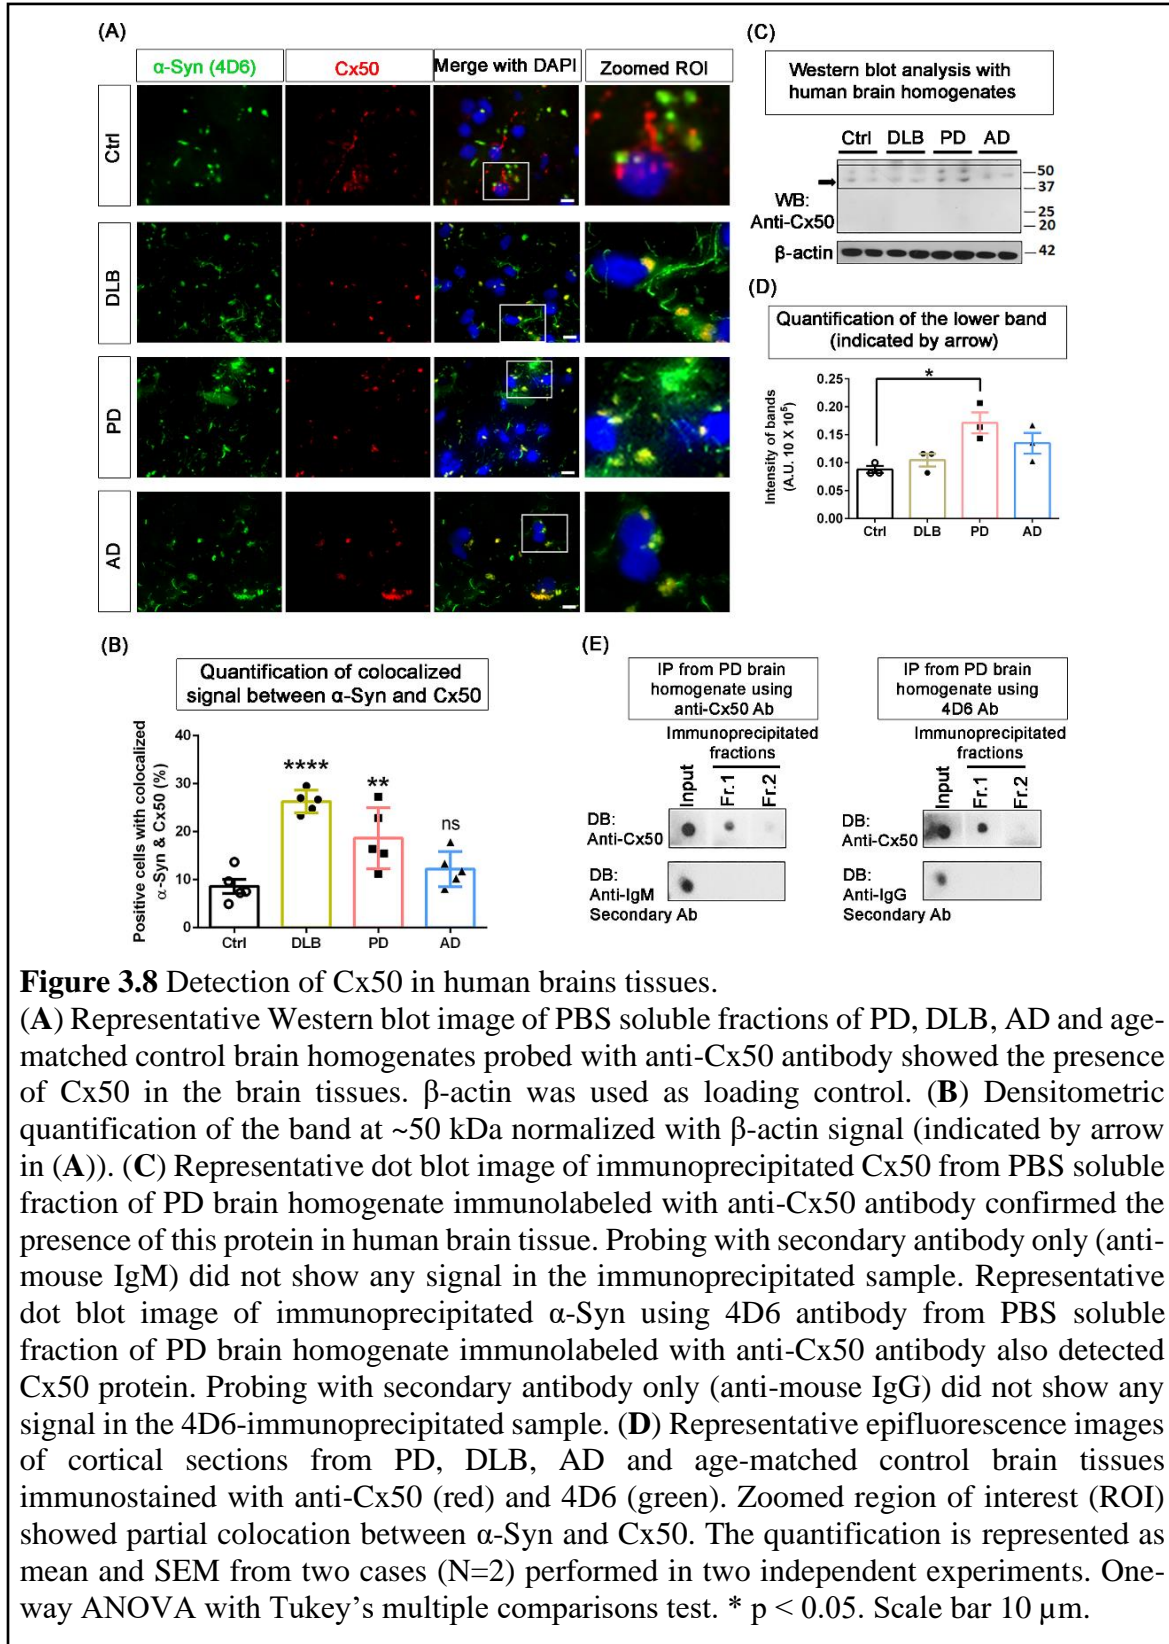 (A)
α-Syn (4D6)
Cx50
Merge with DAPI
Zoomed ROI
Ctrl
DLB
PD
AD
(B)
Quantification of colocalized
signal between α-Syn and Cx50
Positive cells with colocalized
α-Syn & Cx50 (%)
40
30
20
10
0
****
**
ns
Ctrl
DLB
PD
AD
(C)
Western blot analysis with
human brain homogenates
Ctrl DLB PD AD
50
37
WB:
Anti-Cx50
25
20
β-actin
42
(D)
Quantification of the lower band
(indicated by arrow)
Intensity of bands
(A.U. 10 X 10⁵)
0.25
0.20
0.15
0.10
0.05
0.00
*
Ctrl
DLB
PD
AD
(E)
IP from PD brain
homogenate using
anti-Cx50 Ab
Immunoprecipitated
fractions
Input
Fr.1
Fr.2
DB:
Anti-Cx50
DB:
Anti-IgM
Secondary Ab
IP from PD brain
homogenate using
4D6 Ab
Immunoprecipitated
fractions
Input
Fr.1
Fr.2
DB:
Anti-Cx50
DB:
Anti-IgG
Secondary Ab
Figure 3.8 Detection of Cx50 in human brains tissues.
(A) Representative Western blot image of PBS soluble fractions of PD, DLB, AD and age-
matched control brain homogenates probed with anti-Cx50 antibody showed the presence
of Cx50 in the brain tissues. β-actin was used as loading control. (B) Densitometric
quantification of the band at ~50 kDa normalized with β-actin signal (indicated by arrow
in (A)). (C) Representative dot blot image of immunoprecipitated Cx50 from PBS soluble
fraction of PD brain homogenate immunolabeled with anti-Cx50 antibody confirmed the
presence of this protein in human brain tissue. Probing with secondary antibody only (anti-
mouse IgM) did not show any signal in the immunoprecipitated sample. Representative
dot blot image of immunoprecipitated α-Syn using 4D6 antibody from PBS soluble
fraction of PD brain homogenate immunolabeled with anti-Cx50 antibody also detected
Cx50 protein. Probing with secondary antibody only (anti-mouse IgG) did not show any
signal in the 4D6-immunoprecipitated sample. (D) Representative epifluorescence images
of cortical sections from PD, DLB, AD and age-matched control brain tissues
immunostained with anti-Cx50 (red) and 4D6 (green). Zoomed region of interest (ROI)
showed partial colocation between α-Syn and Cx50. The quantification is represented as
mean and SEM from two cases (N=2) performed in two independent experiments. One-
way ANOVA with Tukey's multiple comparisons test. * p < 0.05. Scale bar 10 µm.